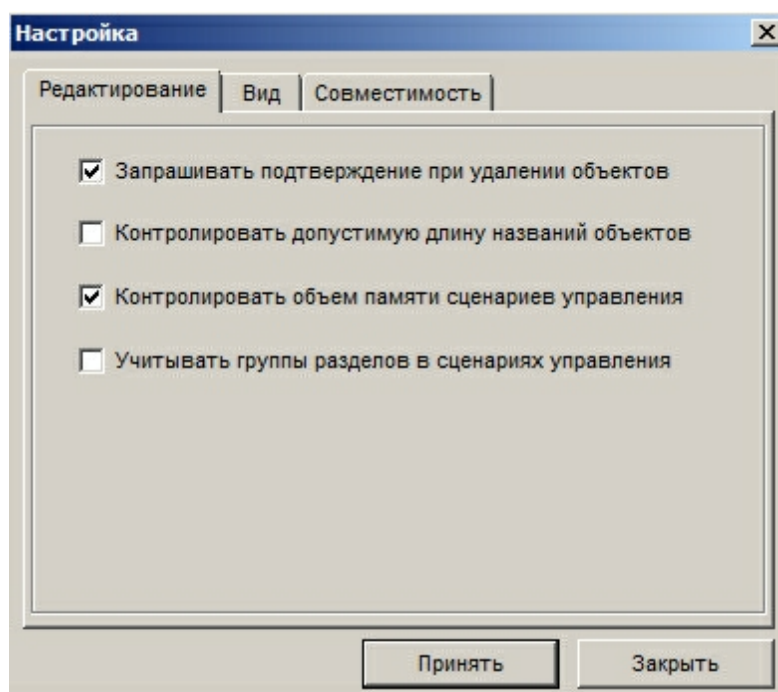 Настройка
Редактирование Вид Совместимость
Запрашивать подтверждение при удалении объектов
Контролировать допустимую длину названий объектов
Контролировать объем памяти сценариев управления
Учитывать группы разделов в сценариях управления
Принять Закрыть